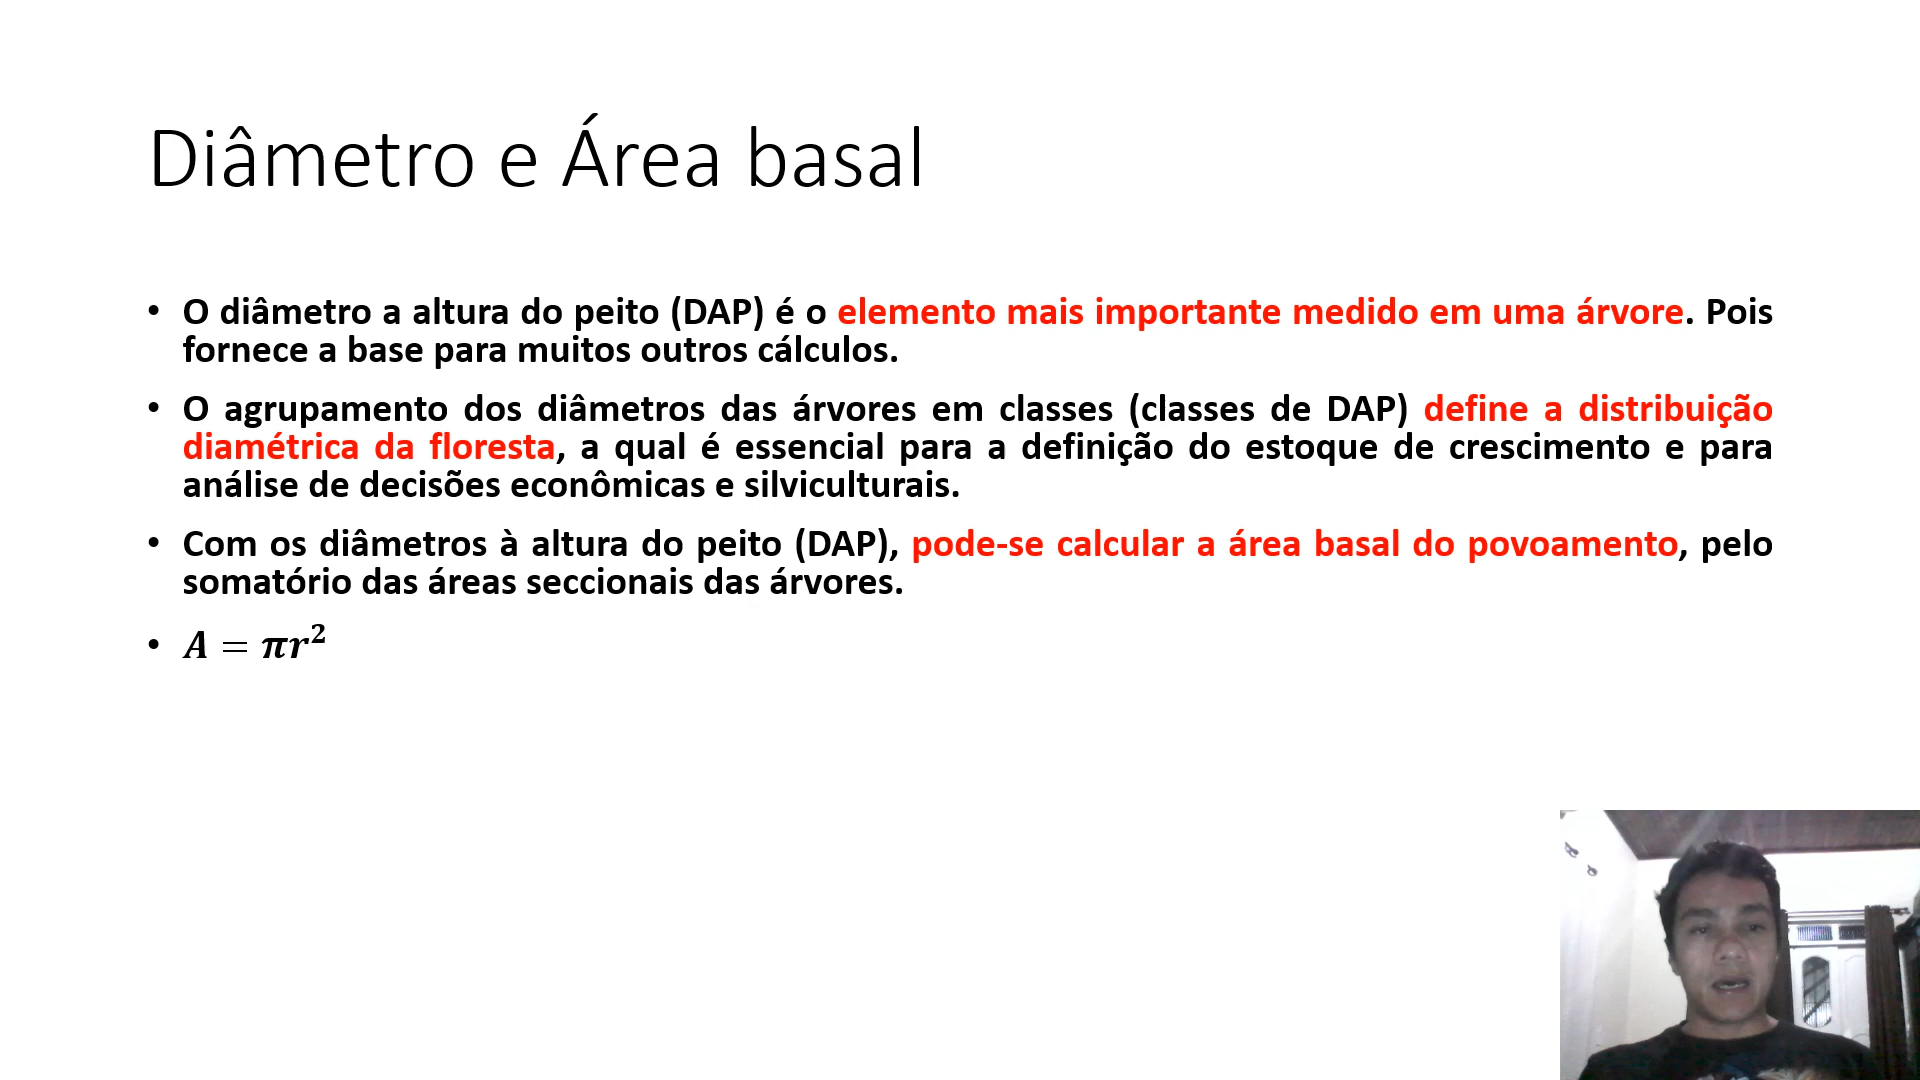 Diâmetro e Área basal
• O diâmetro a altura do peito (DAP) é o elemento mais importante medido em uma árvore. Pois
fornece a base para muitos outros cálculos.
• O agrupamento dos diâmetros das árvores em classes (classes de DAP) define a distribuição
diamétrica da floresta, a qual é essencial para a definição do estoque de crescimento e para
análise de decisões econômicas e silviculturais.
• Com os diâmetros à altura do peito (DAP), pode-se calcular a área basal do povoamento, pelo
somatório das áreas seccionais das árvores.
• A = πr²